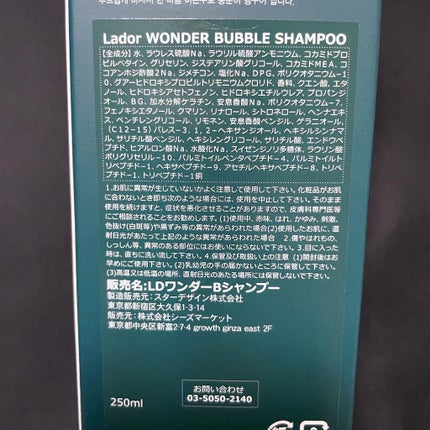 Lador WONDER BUBBLE SHAMPOO
【全成分】水、ラウレス硫酸Na、ラウリル硫酸アンモニウム、コカミドプロ
ピルベタイン、グリセリン、ジステアリン酸グリコール、コカミドMEA、コ
コアンホ酢酸2Na、ジメチコン、塩化Na、DPG、ポリクオタニウム-1
0、グアーヒドロキシプロピルトリモニウムクロリド、香料、クエン酸、エタノ
ール、ヒドロキシアセトフェノン、ヒドロキシエチルウレア、プロパンジ
オール、BG、加水分解ケラチン、安息香酸Na、ポリクオタニウム-7、
フェノキシエタノール、クマリン、リナロール、シトロネロール、ヘンエコ
ベンチレングリコール、リモネン、安息香酸ベンジル、ゲラニオール、
(C12-15)パレス-3、1、2-ヘキサンジオール、ヘキシルシンナマ
ル、サリチル酸ベンジル、ヘキシレングリコール、サリチル酸、エンドウペプ
チド、ヒアルロン酸Na、水酸化Na、スイゼンジノリ多糖体、ラウリン酸
ポリグリセリル-10、パルミトイルペンタペプチド-4、パルミトイルト
リペプチド-1、ヘキサペプチド-9、アセチルヘキサペプチド-8、トリペ
プチド-1、トリペプチド-1銅
1.お肌に異常が生じていないかよく注意して使用して下さい。化粧品がお肌
に合わないとき即ち次のような場合には、使用を中止して下さい。そのまま
使用を続けますと、症状を悪化させることがありますので、皮膚科専門医等
にご相談されることをお勧めします。(1)使用中、赤味、はれ、かゆみ、刺激、
色抜け(白斑等)や黒ずみ等の異常があらわれた場合(2)使用したお肌に、直
射日光があたって上記のような異常があらわれた場合 2.傷やはれもの、
しっしん等、異常のある部位にはお使いにならないで下さい。3.目に入った
時は、直ちに洗い流して下さい。4.保管及び取扱い上の注意 (1)開封後はお
早めにご使用下さい。(2)乳幼児の手の届かないところに保管して下さい。
(3)高温又は低温の場所、直射日光のあたる場所には保管しないで下さい。
販売名:LDワンダーBシャンプー
製造販売元:スターデザイン株式会社
東京都新宿区大久保1-14
販売元:株式会社シーズマーケット
東京都中央区新富2-7-4 growth ginza east 2F
お問い合わせ
03-5050-2140
250ml